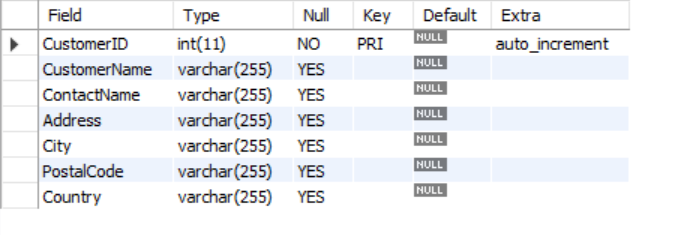 Field Type Null Key Default Extra
CustomerID int(11) NO PRI NULL auto_increment
CustomerName varchar(255) YES NULL
ContactName varchar(255) YES NULL
Address varchar(255) YES NULL
City varchar(255) YES NULL
PostalCode varchar(255) YES NULL
Country varchar(255) YES NULL